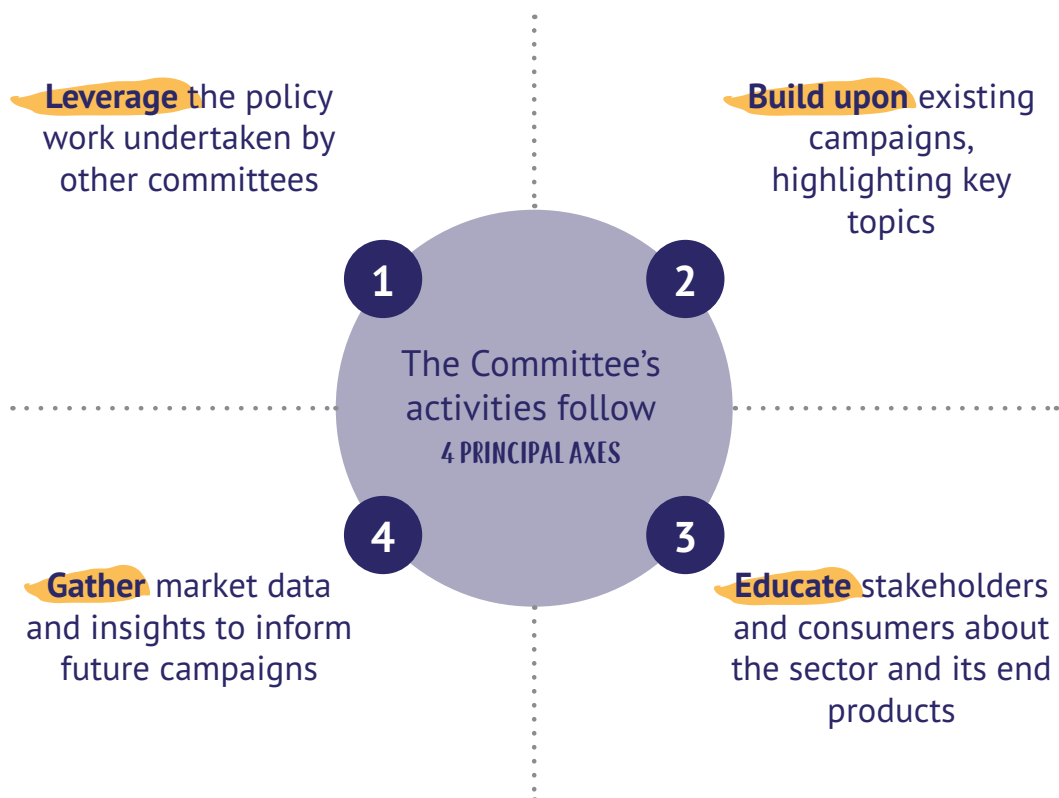 Leverage the policy
work undertaken by
other committees
Build upon existing
campaigns,
highlighting key
topics
1
2
The Committee's
activities follow
4 PRINCIPAL AXES
4
3
Gather market data
and insights to inform
future campaigns
Educate stakeholders
and consumers about
the sector and its end
products